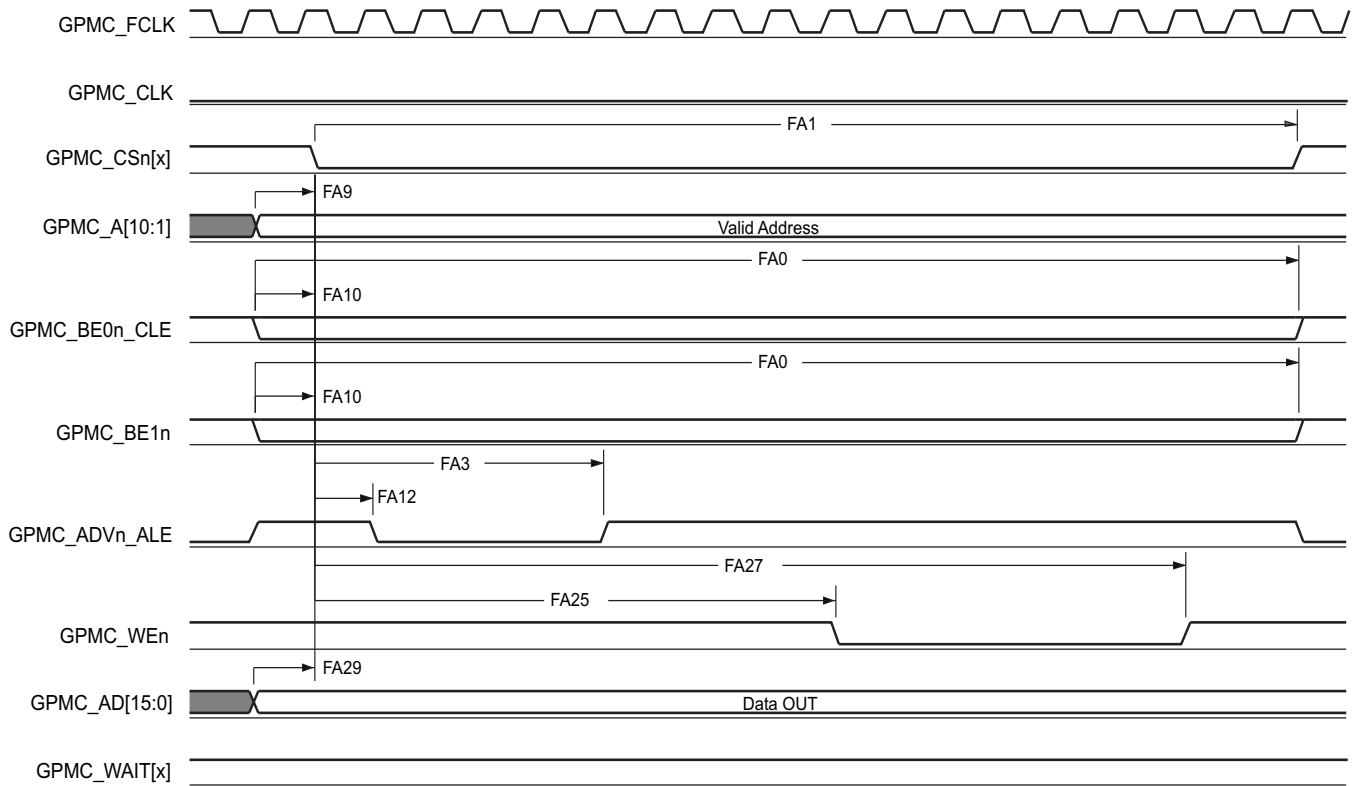 GPMC_FCLK
GPMC_CLK
FA1
GPMC_CSn[x]
FA9
GPMC_A[10:1]
Valid Address
FA0
FA10
GPMC_BE0n_CLE
FA0
FA10
GPMC_BE1n
FA3
FA12
GPMC_ADVn_ALE
FA27
FA25
GPMC_WEn
FA29
GPMC_AD[15:0]
Data OUT
GPMC_WAIT[x]